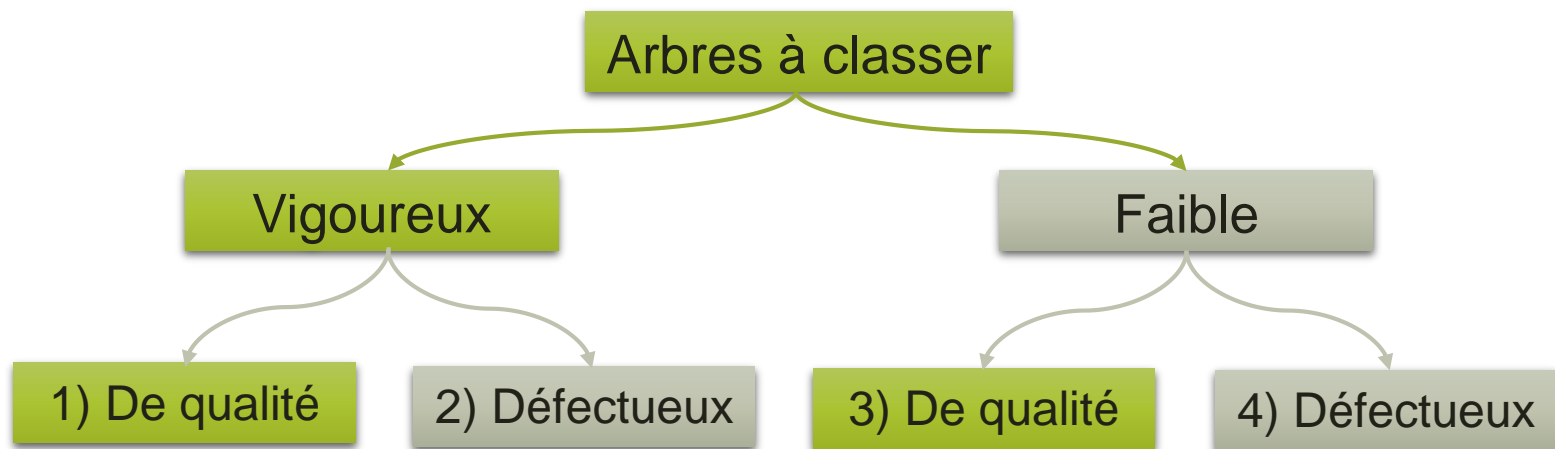 Arbres à classer
Vigoureux
Faible
1) De qualité
2) Défectueux
3) De qualité
4) Défectueux